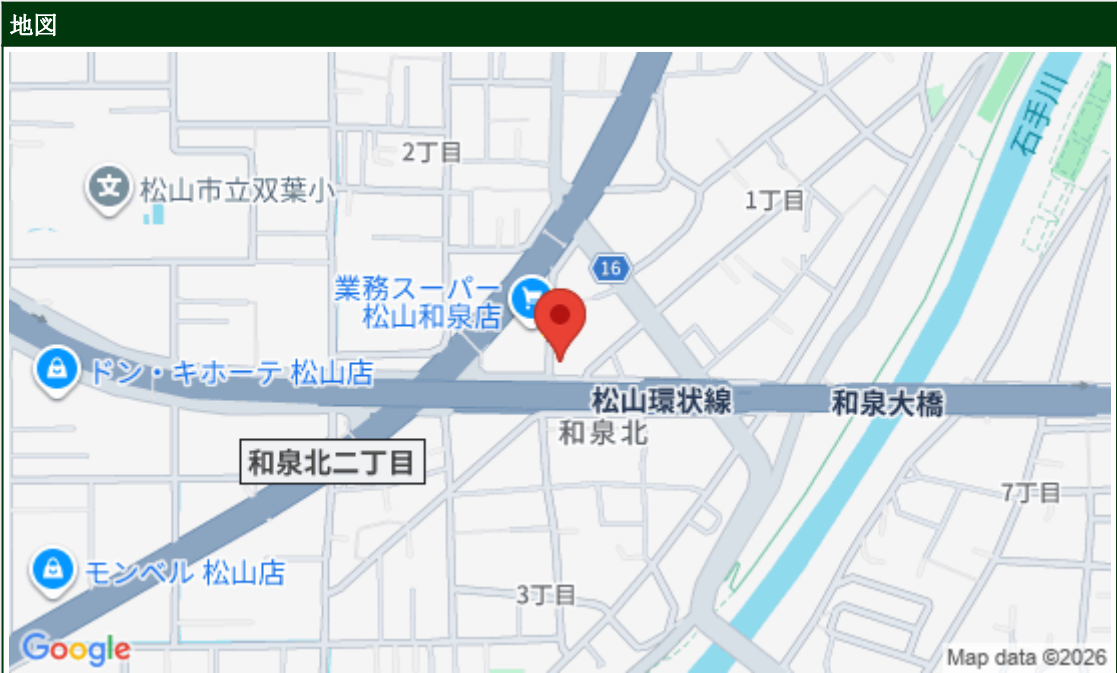 地図
石手川
2丁目
文 松山市立双葉小
1丁目
16
業務スーパー
松山和泉店
ドン・キホーテ 松山店
松山環状線
和泉大橋
和泉北
和泉北二丁目
7丁目
モンベル 松山店
3丁目
Google
Map data ©2026